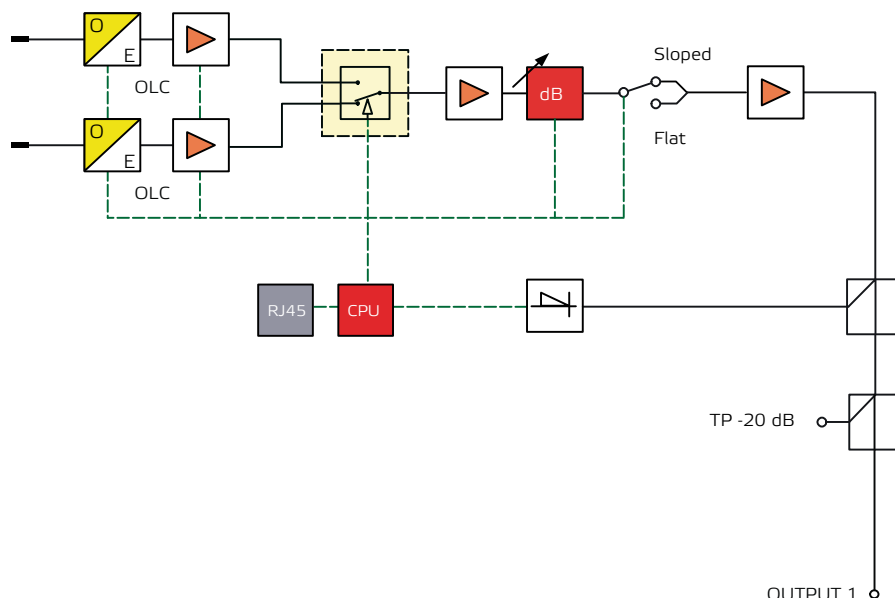 O
E
OLC
O
E
OLC
dB
Sloped
Flat
RJ45
CPU
TP -20 dB
OUTPUT 1